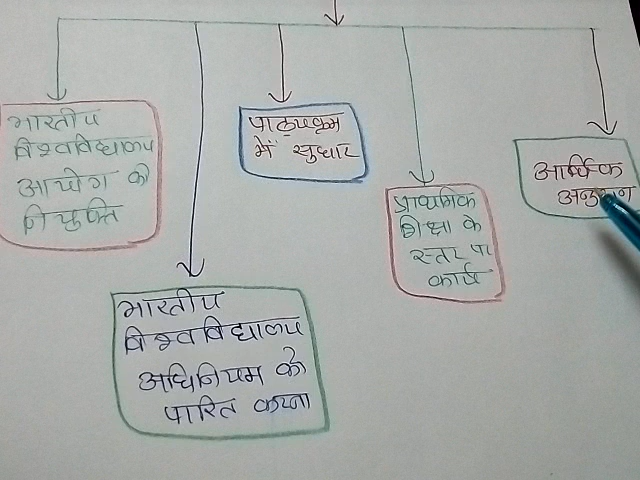 भारतीय
विश्वविद्यालय
आयोग की
नियुक्ति
भारतीय
विश्वविद्यालय
अधिनियम को
पारित करना
पाठ्यक्रम
में सुधार
प्राथमिक
शिक्षा के
स्तर पर
कार्य
आर्थिक